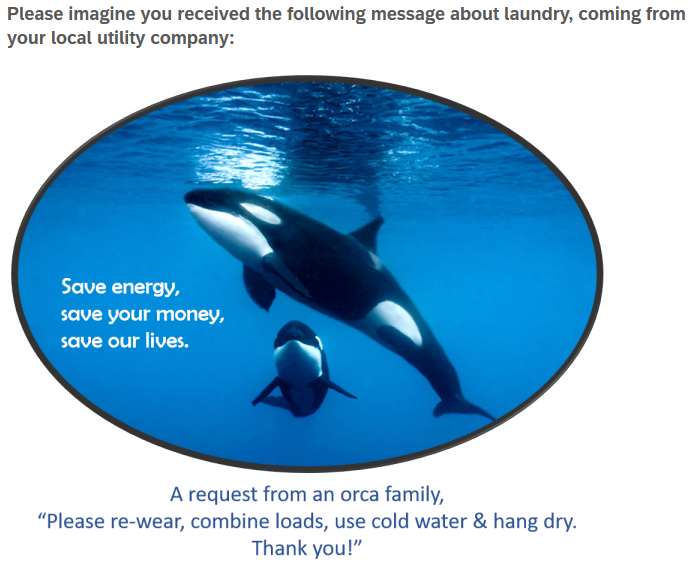 Please imagine you received the following message about laundry, coming from
your local utility company:
Save energy,
save your money,
save our lives.
A request from an orca family,
“Please re-wear, combine loads, use cold water & hang dry.
Thank you!”